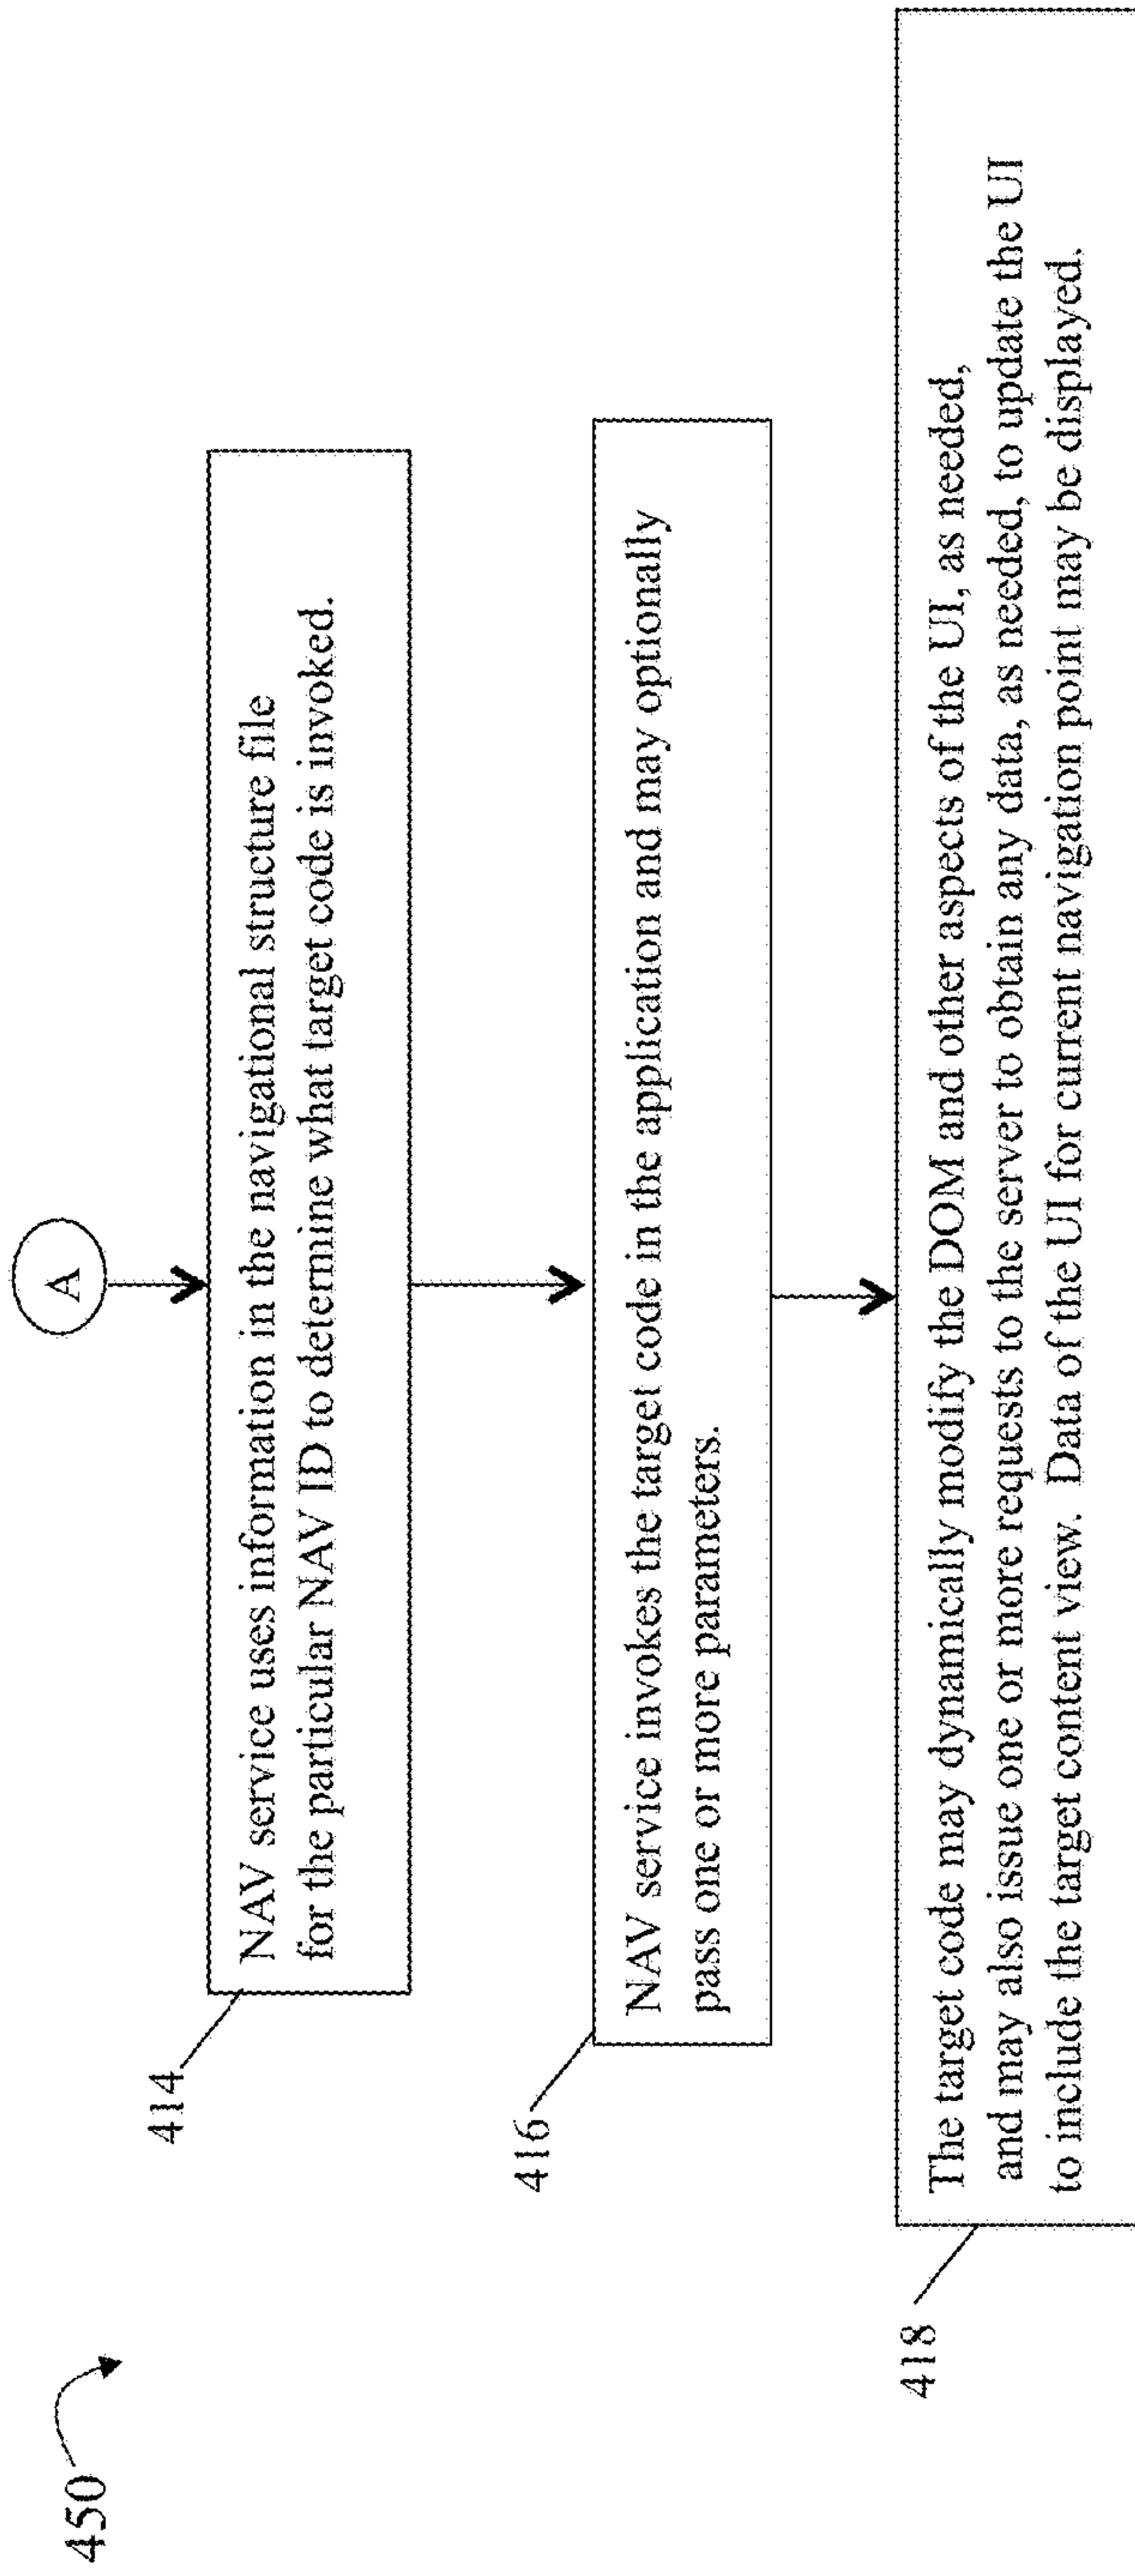 450
A
414
NAV service uses information in the navigational structure file
for the particular NAV ID to determine what target code is invoked.
416
NAV service invokes the target code in the application and may optionally
pass one or more parameters.
418
The target code may dynamically modify the DOM and other aspects of the UI, as needed,
and may also issue one or more requests to the server to obtain any data, as needed, to update the UI
to include the target content view.  Data of the UI for current navigation point may be displayed.